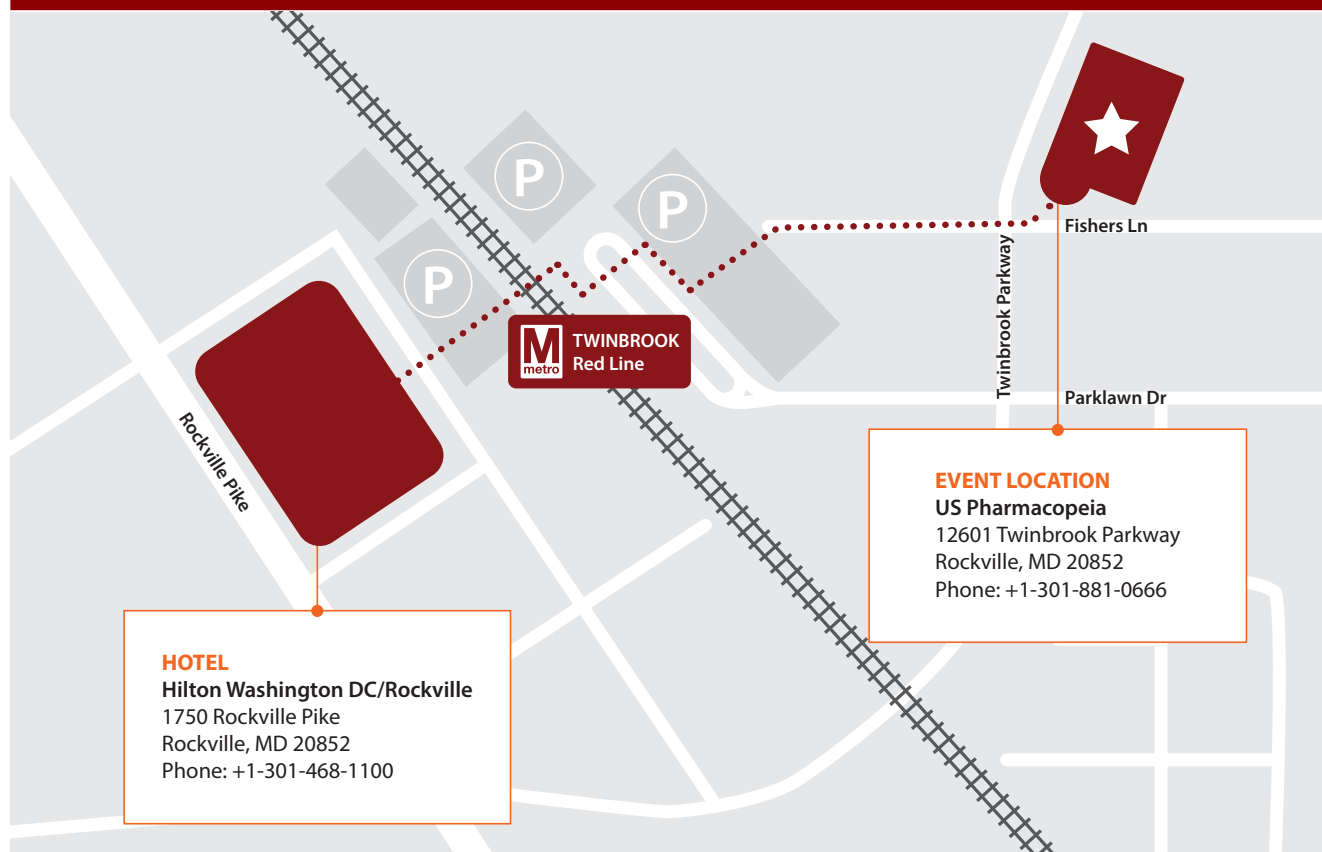 P
P
P
Fishers Ln
Twinbrook Parkway
M
metro
TWINBROOK
Red Line
Parklawn Dr
Rockville Pike
EVENT LOCATION
US Pharmacopeia
12601 Twinbrook Parkway
Rockville, MD 20852
Phone: +1-301-881-0666
HOTEL
Hilton Washington DC/Rockville
1750 Rockville Pike
Rockville, MD 20852
Phone: +1-301-468-1100